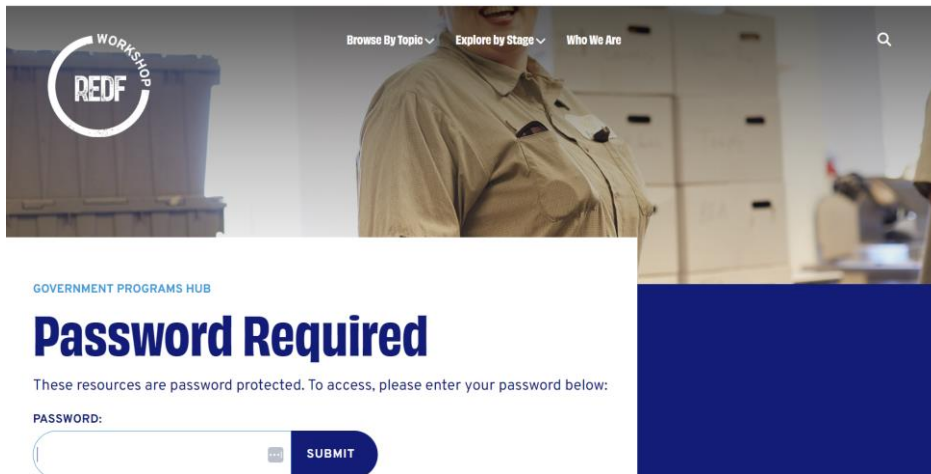 WORKSHOP
REDF
Browse By Topic
Explore by Stage
Who We Are
GOVERNMENT PROGRAMS HUB
Password Required
These resources are password protected. To access, please enter your password below:
PASSWORD:
SUBMIT